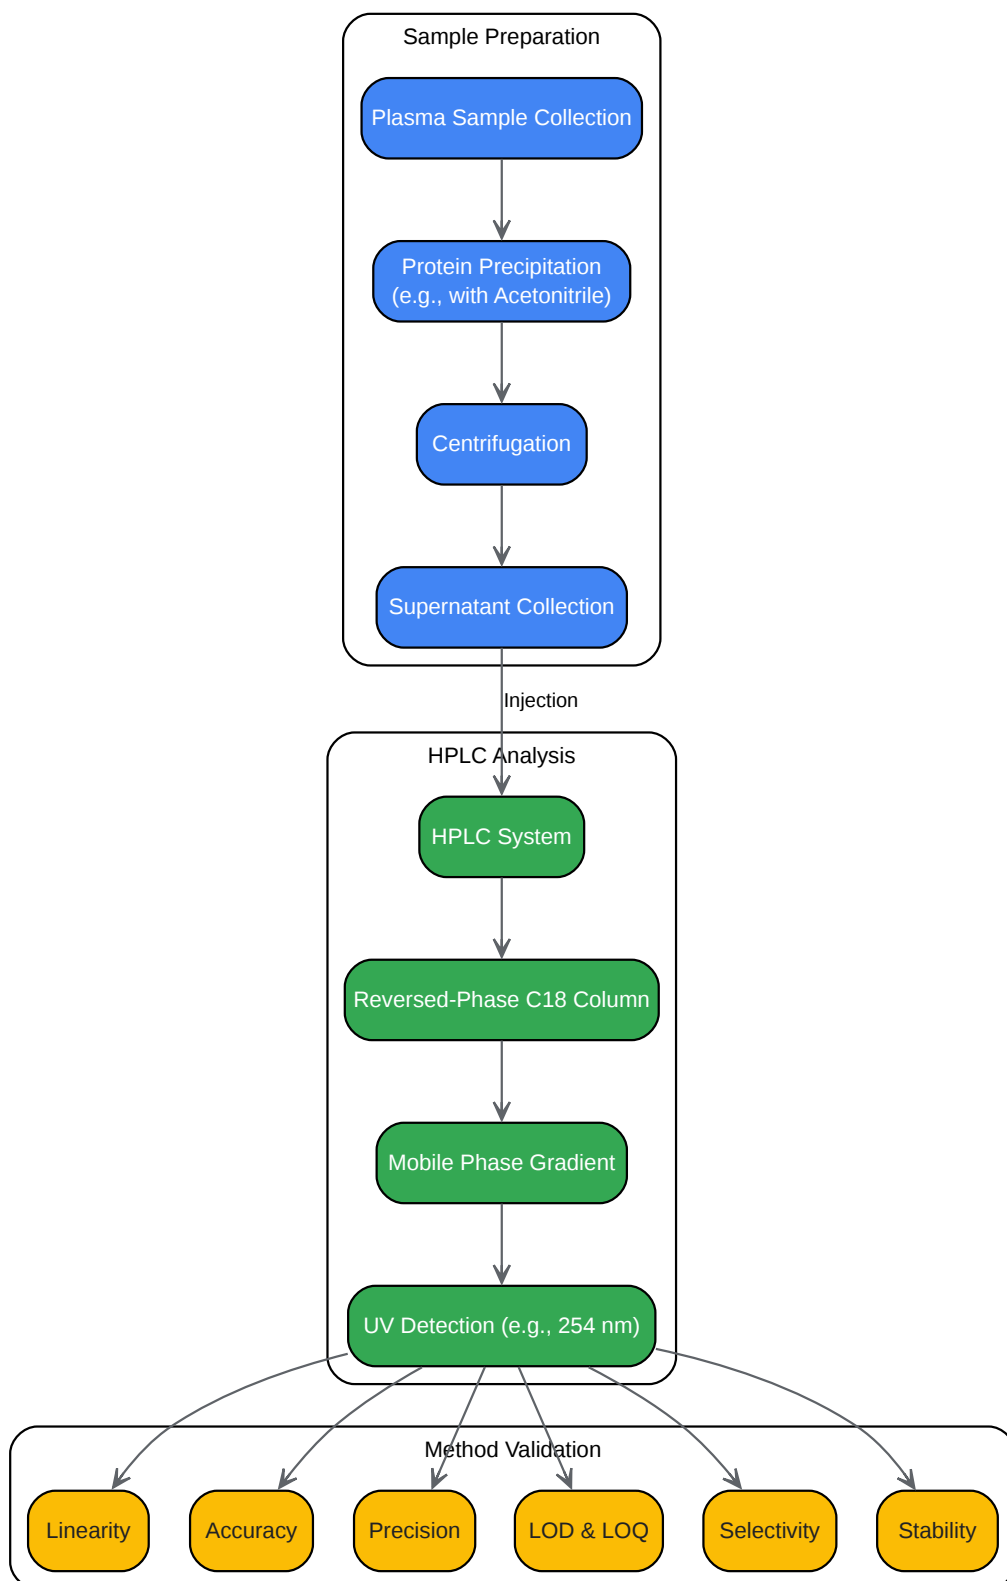 Sample Preparation
Plasma Sample Collection
Protein Precipitation
(e.g., with Acetonitrile)
Centrifugation
Supernatant Collection
Injection
HPLC Analysis
HPLC System
Reversed-Phase C18 Column
Mobile Phase Gradient
UV Detection (e.g., 254 nm)
Method Validation
Linearity
Accuracy
Precision
LOD & LOQ
Selectivity
Stability